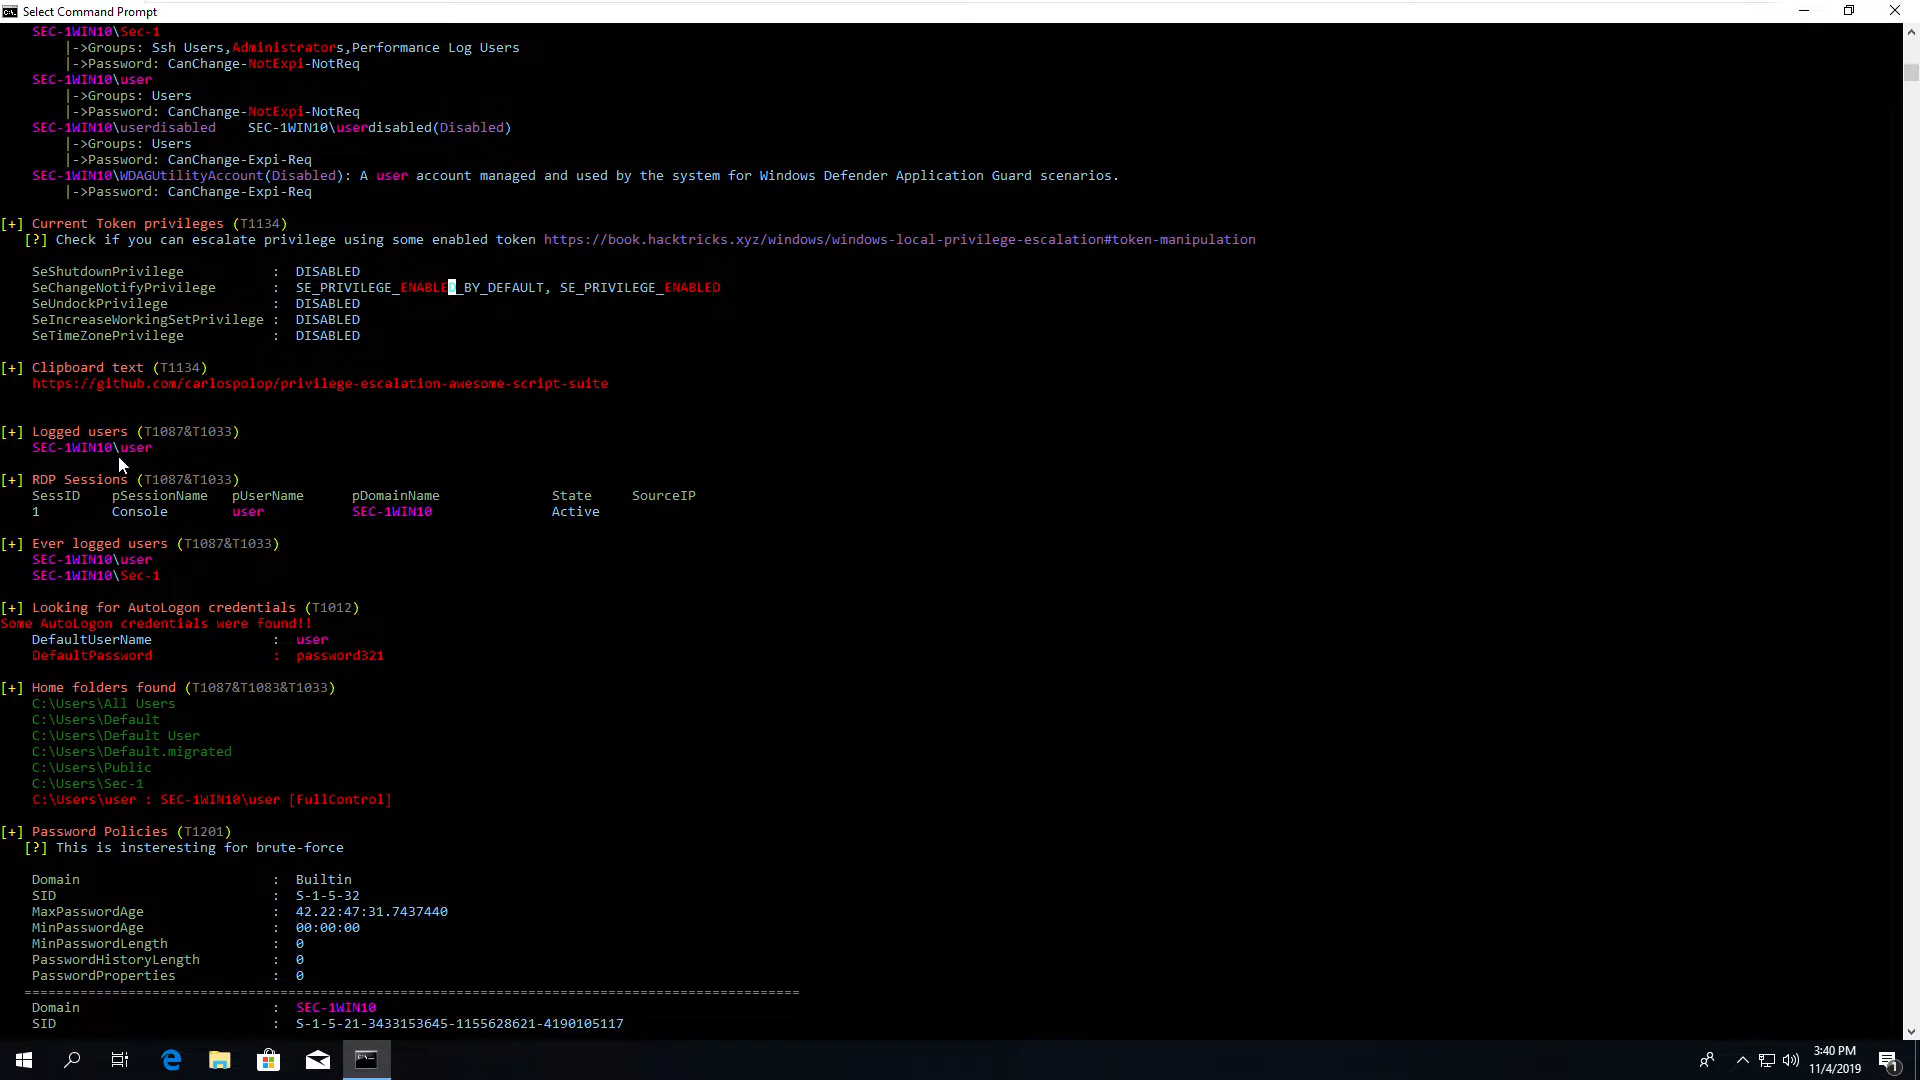 Select Command Prompt
SEC-1WIN10\Sec-1
|->Groups: Ssh Users,Administrators,Performance Log Users
|->Password: CanChange-NotExpi-NotReq
SEC-1WIN10\user
|->Groups: Users
|->Password: CanChange-NotExpi-NotReq
SEC-1WIN10\userdisabled    SEC-1WIN10\userdisabled(Disabled)
|->Groups: Users
|->Password: CanChange-Expi-Req
SEC-1WIN10\WDAGUtilityAccount(Disabled): A user account managed and used by the system for Windows Defender Application Guard scenarios.
|->Password: CanChange-Expi-Req
[+] Current Token privileges (T1134)
[?] Check if you can escalate privilege using some enabled token https://book.hacktricks.xyz/windows/windows-local-privilege-escalation#token-manipulation
SeShutdownPrivilege : DISABLED
SeChangeNotifyPrivilege : SE_PRIVILEGE_ENABLED_BY_DEFAULT, SE_PRIVILEGE_ENABLED
SeUndockPrivilege : DISABLED
SeIncreaseWorkingSetPrivilege : DISABLED
SeTimeZonePrivilege : DISABLED
[+] Clipboard text (T1134)
https://github.com/carlospolop/privilege-escalation-awesome-script-suite
[+] Logged users (T1087&T1033)
SEC-1WIN10\user
[+] RDP Sessions (T1087&T1033)
SessID pSessionName pUserName pDomainName State SourceIP
1 Console user SEC-1WIN10 Active
[+] Ever logged users (T1087&T1033)
SEC-1WIN10\user
SEC-1WIN10\Sec-1
[+] Looking for AutoLogon credentials (T1012)
Some AutoLogon credentials were found!!
DefaultUserName : user
DefaultPassword : password321
[+] Home folders found (T1087&T1083&T1033)
C:\Users\All Users
C:\Users\Default
C:\Users\Default User
C:\Users\Default.migrated
C:\Users\Public
C:\Users\Sec-1
C:\Users\user : SEC-1WIN10\user [FullControl]
[+] Password Policies (T1201)
[?] This is insteresting for brute-force
Domain : Builtin
SID : S-1-5-32
MaxPasswordAge : 42.22:47:31.7437440
MinPasswordAge : 00:00:00
MinPasswordLength : 0
PasswordHistoryLength : 0
PasswordProperties : 0
=================================================================================================
Domain : SEC-1WIN10
SID : S-1-5-21-3433153645-1155628621-4190105117
3:40 PM
11/4/2019
1